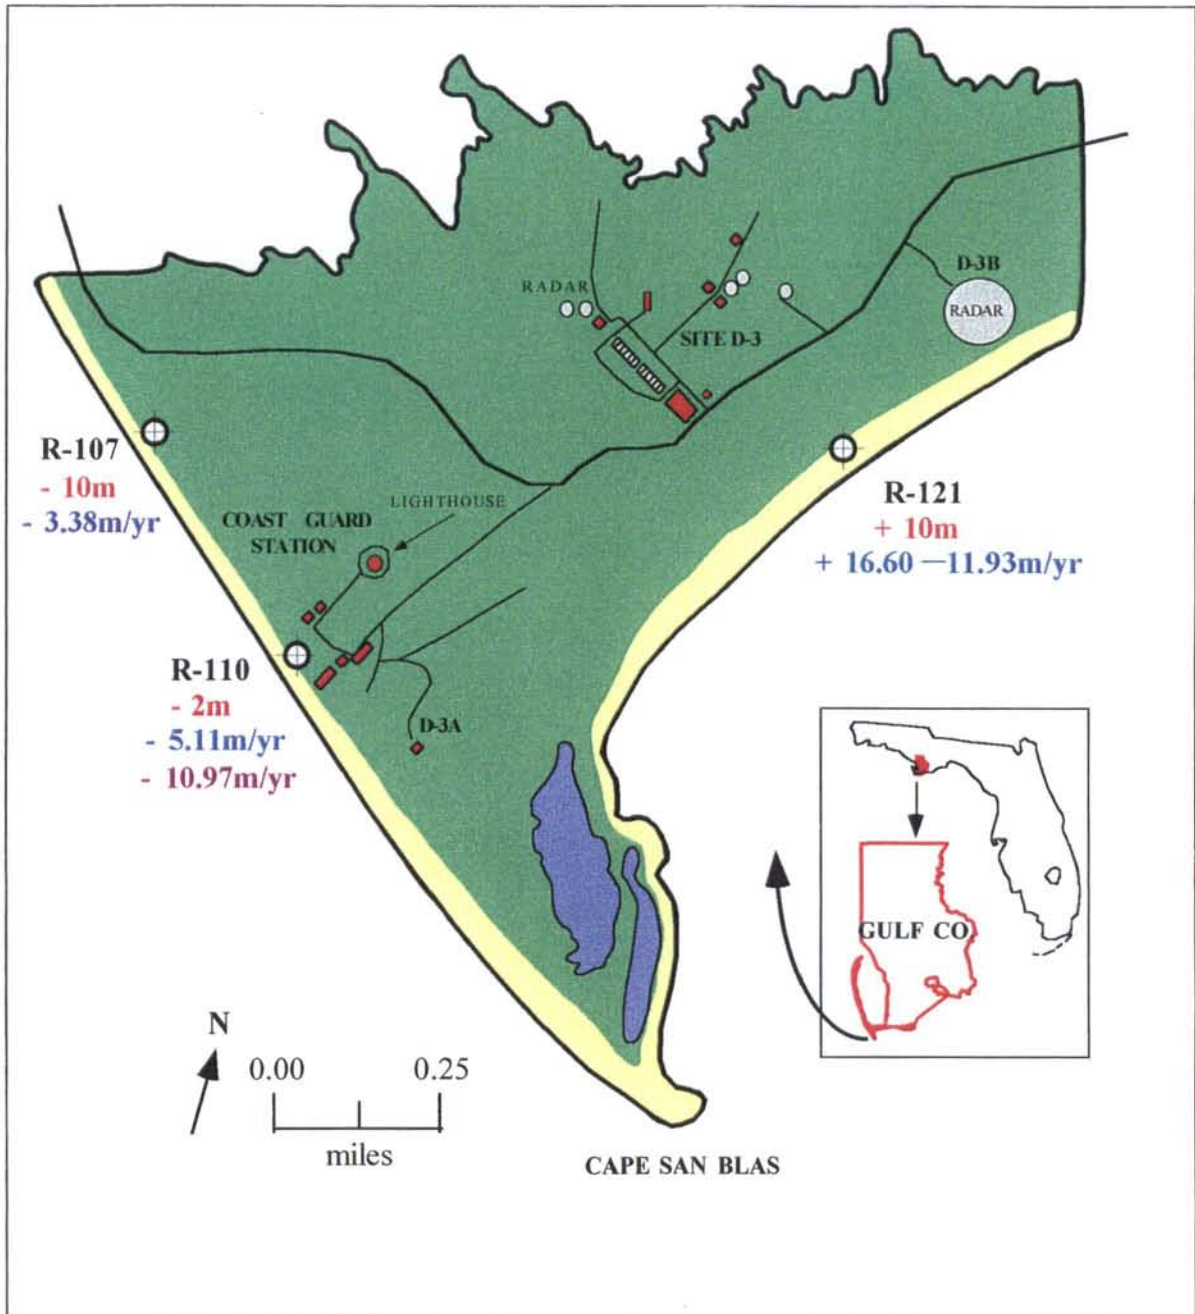 RADAR
D-3B
RADAR
SITE D-3
R-107
- 10m
- 3.38m/yr
LIGHTHOUSE
COAST GUARD
STATION
R-121
+ 10m
+ 16.60 —11.93m/yr
R-110
- 2m
- 5.11m/yr
- 10.97m/yr
D-3A
GULF CO
N
0.00 0.25
miles
CAPE SAN BLAS